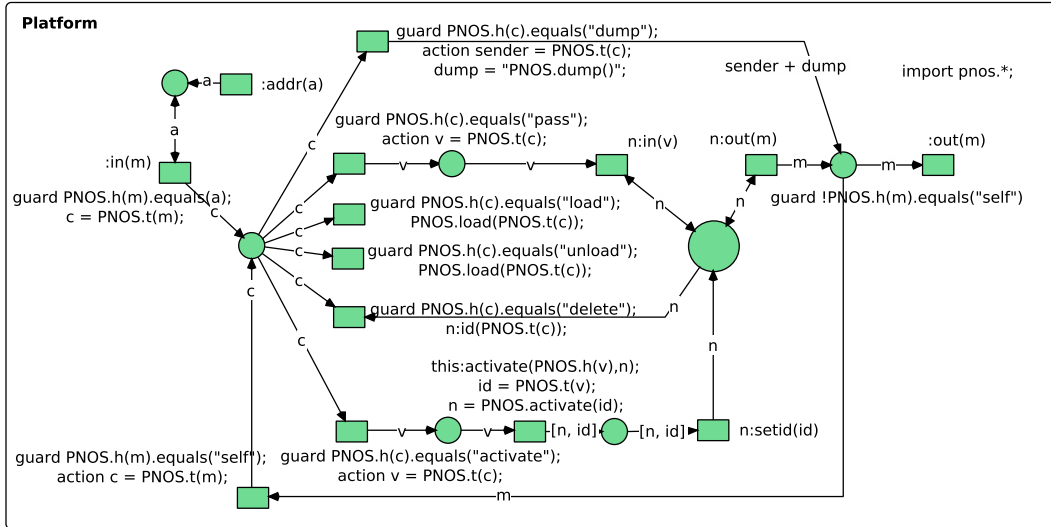 Platform
guard PNOS.h(c).equals("dump");
action sender = PNOS.t(c);
dump = "PNOS.dump()";
sender + dump
import pnos.*;
a
:addr(a)
a
c
guard PNOS.h(c).equals("pass");
action v = PNOS.t(c);
:in(m)
v
v
n:in(v)
n:out(m)
m
m
:out(m)
guard PNOS.h(m).equals(a);
c = PNOS.t(m);
c
c
guard PNOS.h(c).equals("load");
PNOS.load(PNOS.t(c));
n
n
guard !PNOS.h(m).equals("self")
c
c
guard PNOS.h(c).equals("unload");
PNOS.load(PNOS.t(c));
c
c
guard PNOS.h(c).equals("delete");
n:id(PNOS.t(c));
n
c
n
this:activate(PNOS.h(v),n);
id = PNOS.t(v);
n = PNOS.activate(id);
v
v
[n, id]
[n, id]
n:setid(id)
guard PNOS.h(m).equals("self");
action c = PNOS.t(m);
guard PNOS.h(c).equals("activate");
action v = PNOS.t(c);
m